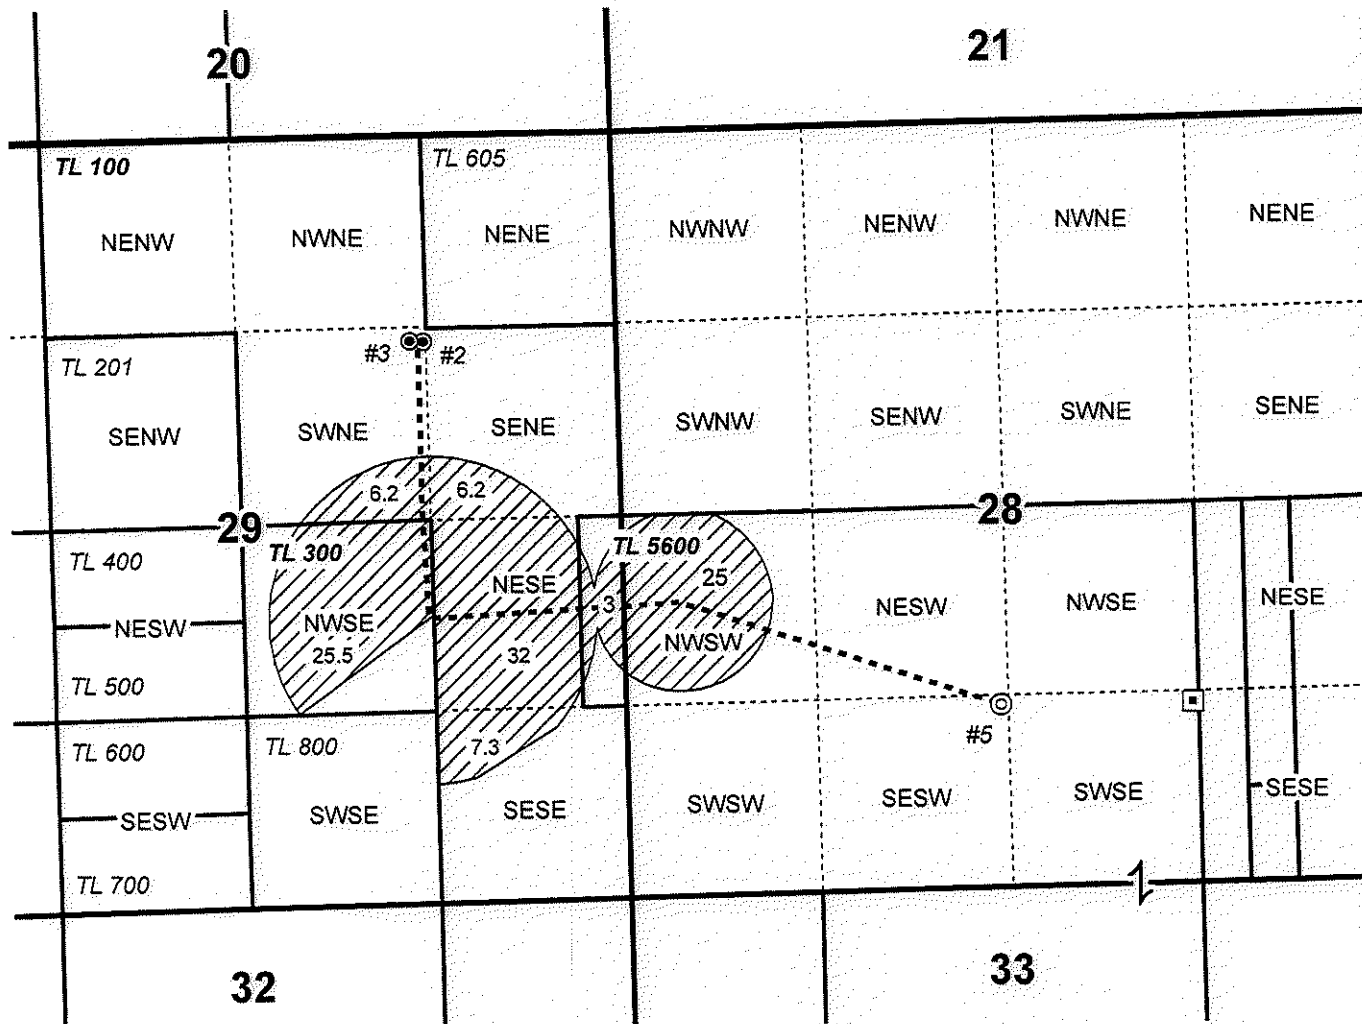 20
21
TL 100
TL 605
NENW
NWNE
NENE
NWNW
NENW
NWNE
NENE
#3
#2
TL 201
SENW
SWNE
SENE
SWNW
SENW
SWNE
SENE
6.2
6.2
29
28
TL 300
TL 5600
TL 400
NESE
25
NESW
NWSE
NESE
3
NESW
NWSE
NWSW
25.5
32
TL 500
#5
TL 600
TL 800
7.3
SESW
SWSE
SESE
SWSW
SESW
SWSE
SESE
TL 700
32
33